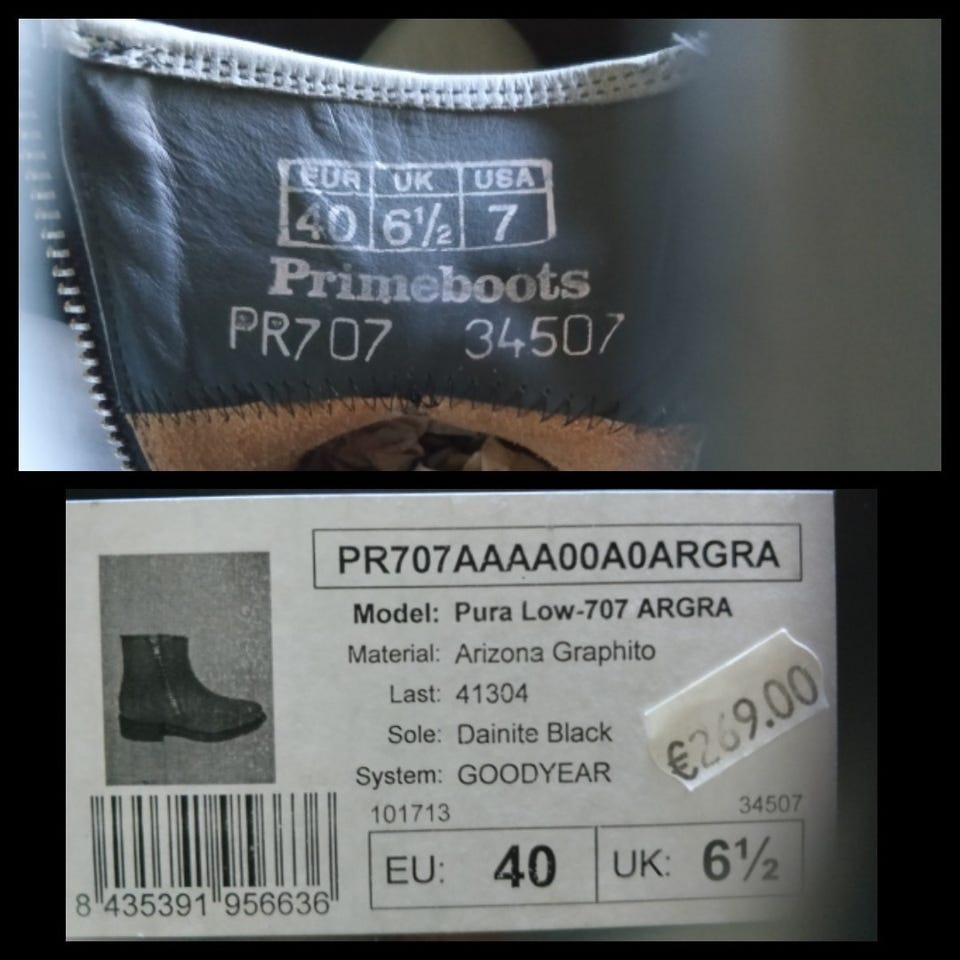 EUR UK USA
40 6½ 7
Primeboots
PR707 34507
PR707AAAA00A0ARGRA
Model: Pura Low-707 ARGRA
Material: Arizona Graphito
Last: 41304
Sole: Dainite Black
System: GOODYEAR
€269.00
101713 34507
EU: 40 UK: 6½
8 435391 956636